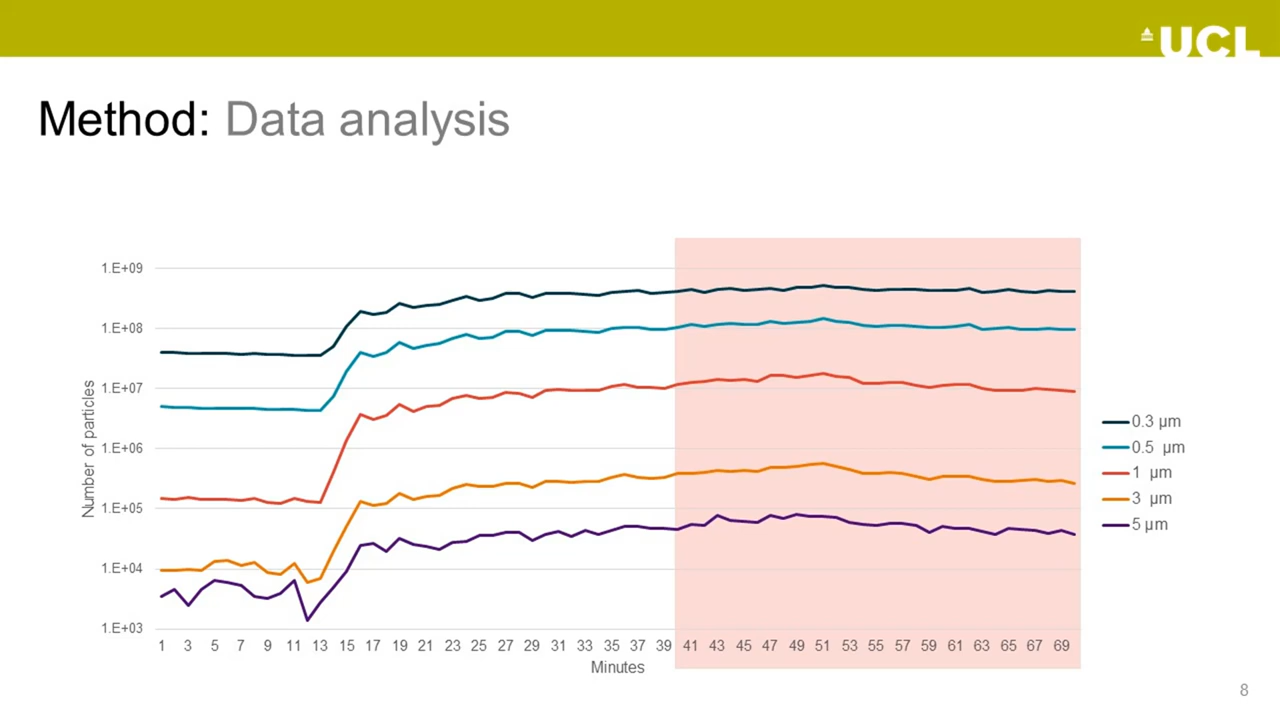 UCL
Method: Data analysis
1.E+09
1.E+08
1.E+07
1.E+06
1.E+05
1.E+04
1.E+03
Number of particles
1 3 5 7 9 11 13 15 17 19 21 23 25 27 29 31 33 35 37 39 41 43 45 47 49 51 53 55 57 59 61 63 65 67 69
Minutes
0.3 µm
0.5 µm
1 µm
3 µm
5 µm
8